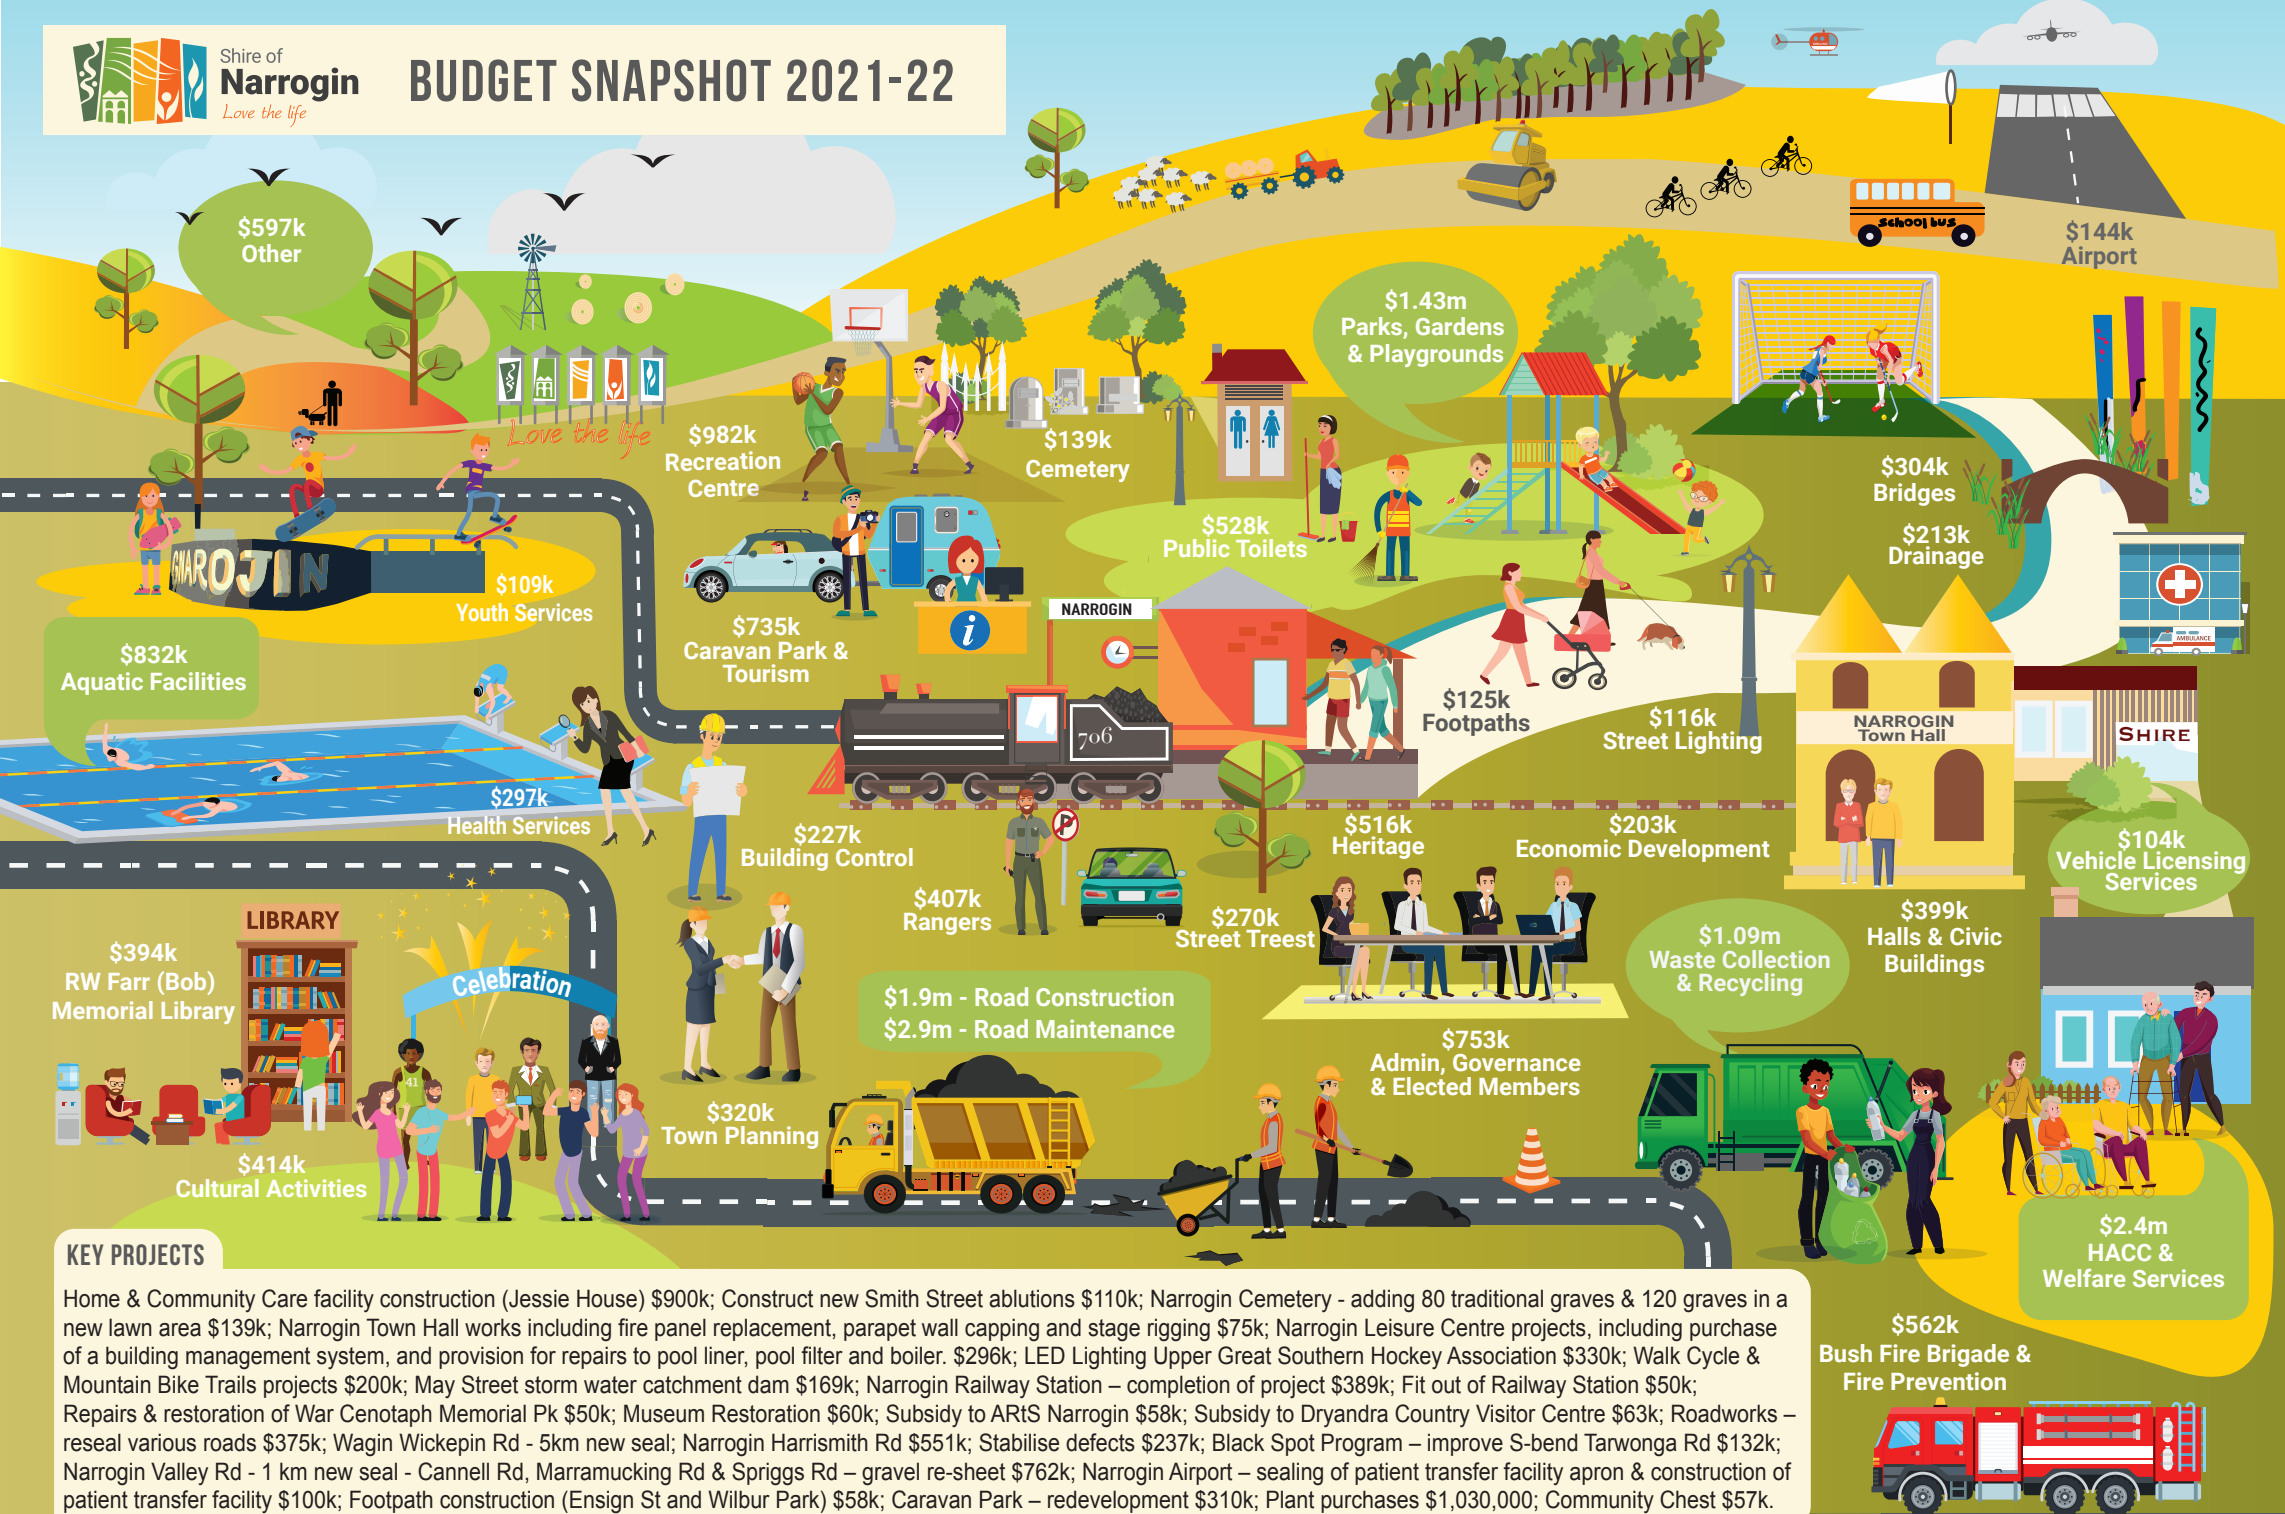 Shire of
Narrogin
Love the life
BUDGET SNAPSHOT 2021-22
$597k
Other
school bus
$144k
Airport
$1.43m
Parks, Gardens
& Playgrounds
Love the life
$982k
Recreation
Centre
$139k
Cemetery
$304k
Bridges
$213k
Drainage
$528k
Public Toilets
GNAROJIN
$109k
Youth Services
NARROGIN
i
$735k
Caravan Park &
Tourism
$832k
Aquatic Facilities
AMBULANCE
$125k
Footpaths
$116k
Street Lighting
NARROGIN
Town Hall
SHIRE
706
$297k
Health Services
$227k
Building Control
P
$516k
Heritage
$203k
Economic Development
$104k
Vehicle Licensing
Services
$407k
Rangers
$270k
Street Treest
$399k
Halls & Civic
Buildings
LIBRARY
$394k
RW Farr (Bob)
Memorial Library
Celebration
41
$1.9m - Road Construction
$2.9m - Road Maintenance
$1.09m
Waste Collection
& Recycling
$753k
Admin, Governance
& Elected Members
$320k
Town Planning
$414k
Cultural Activities
$2.4m
HACC &
Welfare Services
$562k
Bush Fire Brigade &
Fire Prevention
KEY PROJECTS
Home & Community Care facility construction (Jessie House) $900k; Construct new Smith Street ablutions $110k; Narrogin Cemetery - adding 80 traditional graves & 120 graves in a
new lawn area $139k; Narrogin Town Hall works including fire panel replacement, parapet wall capping and stage rigging $75k; Narrogin Leisure Centre projects, including purchase
of a building management system, and provision for repairs to pool liner, pool filter and boiler. $296k; LED Lighting Upper Great Southern Hockey Association $330k; Walk Cycle &
Mountain Bike Trails projects $200k; May Street storm water catchment dam $169k; Narrogin Railway Station – completion of project $389k; Fit out of Railway Station $50k;
Repairs & restoration of War Cenotaph Memorial Pk $50k; Museum Restoration $60k; Subsidy to ARtS Narrogin $58k; Subsidy to Dryandra Country Visitor Centre $63k; Roadworks –
reseal various roads $375k; Wagin Wickepin Rd - 5km new seal; Narrogin Harrismith Rd $551k; Stabilise defects $237k; Black Spot Program – improve S-bend Tarwonga Rd $132k;
Narrogin Valley Rd - 1 km new seal - Cannell Rd, Marramucking Rd & Spriggs Rd – gravel re-sheet $762k; Narrogin Airport – sealing of patient transfer facility apron & construction of
patient transfer facility $100k; Footpath construction (Ensign St and Wilbur Park) $58k; Caravan Park – redevelopment $310k; Plant purchases $1,030,000; Community Chest $57k.